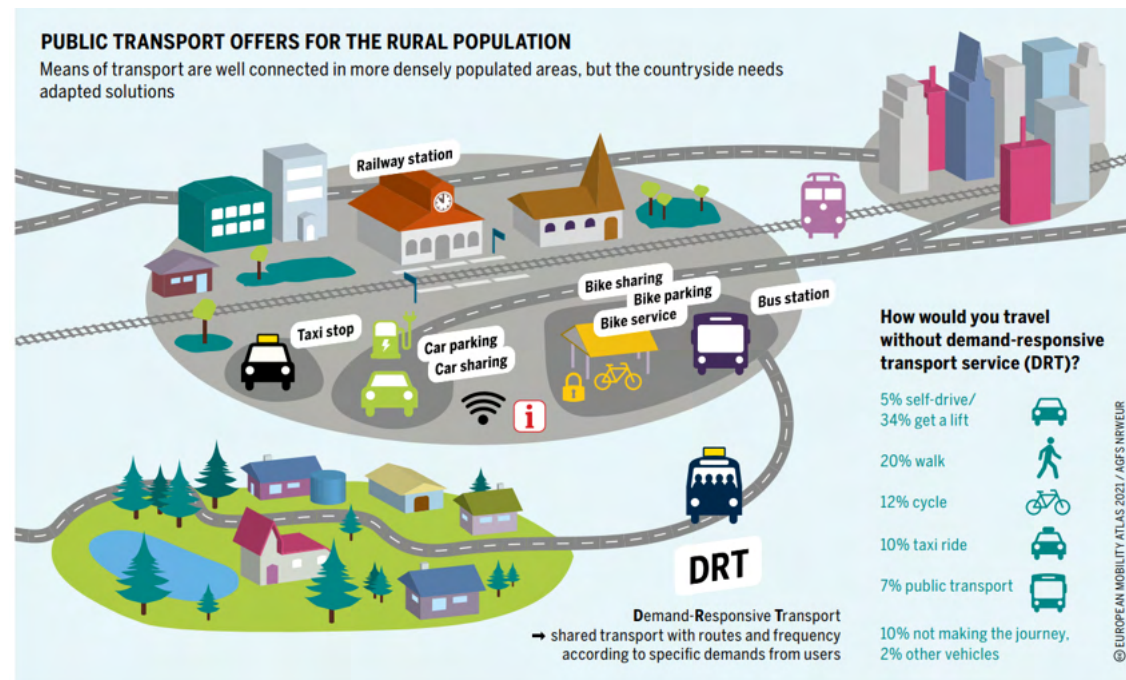 PUBLIC TRANSPORT OFFERS FOR THE RURAL POPULATION
Means of transport are well connected in more densely populated areas, but the countryside needs
adapted solutions
Railway station
Bike sharing
Bike parking
Bike service
Bus station
Taxi stop
Car parking
Car sharing
i
DRT
Demand-Responsive Transport
➞ shared transport with routes and frequency
according to specific demands from users
How would you travel
without demand-responsive
transport service (DRT)?
5% self-drive/
34% get a lift
20% walk
12% cycle
10% taxi ride
7% public transport
10% not making the journey,
2% other vehicles
© EUROPEAN MOBILITY ATLAS 2021 / AGFS NRWEUR